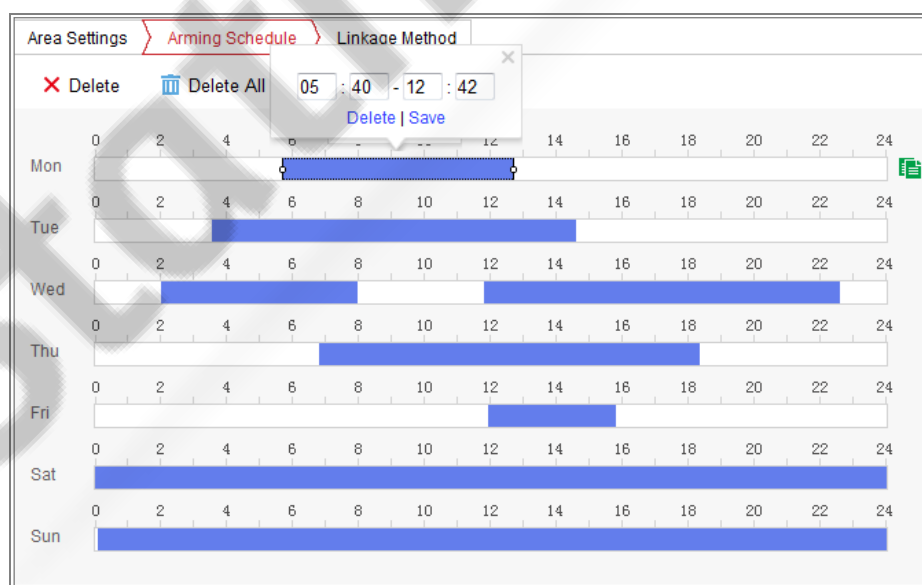 Area Settings Arming Schedule Linkage Method
Delete Delete All
05 : 40 - 12 : 42
Delete | Save
0 2 4 6 8 10 12 14 16 18 20 22 24
Mon
0 2 4 6 8 10 12 14 16 18 20 22 24
Tue
0 2 4 6 8 10 12 14 16 18 20 22 24
Wed
0 2 4 6 8 10 12 14 16 18 20 22 24
Thu
0 2 4 6 8 10 12 14 16 18 20 22 24
Fri
0 2 4 6 8 10 12 14 16 18 20 22 24
Sat
0 2 4 6 8 10 12 14 16 18 20 22 24
Sun